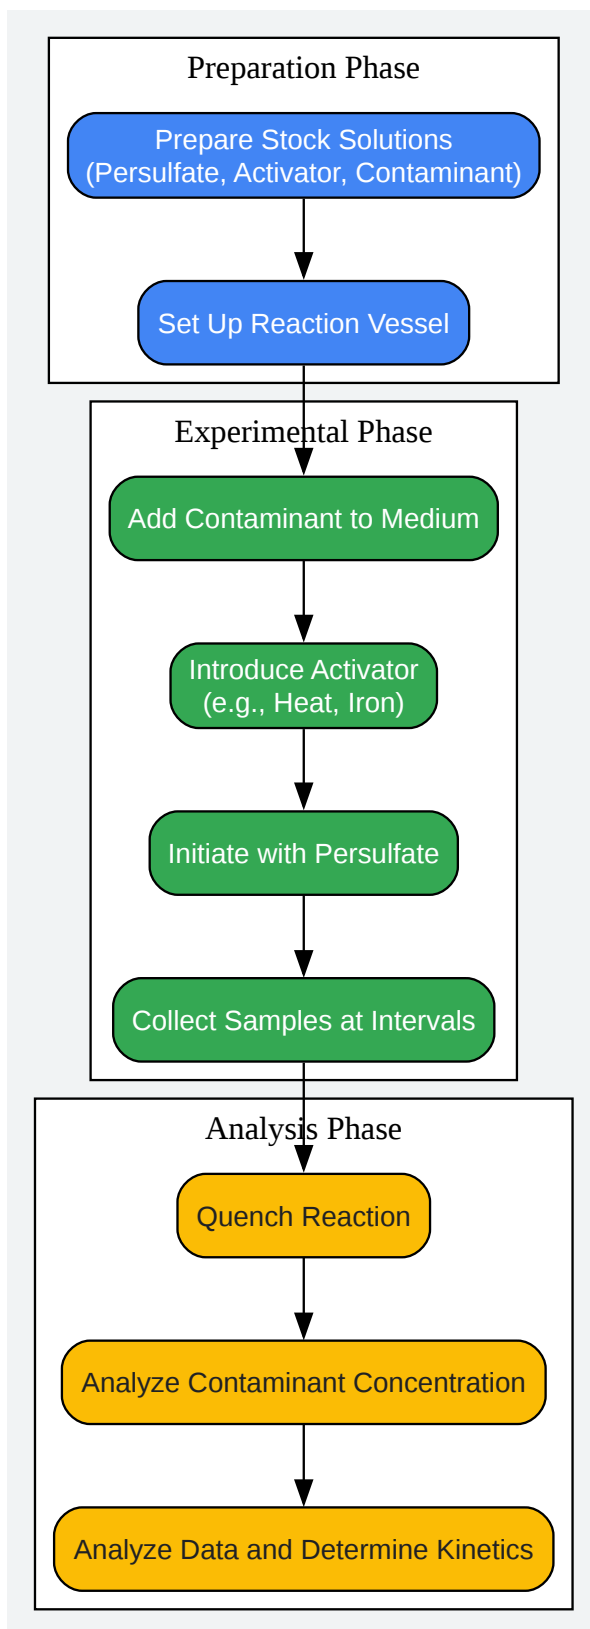 Preparation Phase
Prepare Stock Solutions
(Persulfate, Activator, Contaminant)
Set Up Reaction Vessel
Experimental Phase
Add Contaminant to Medium
Introduce Activator
(e.g., Heat, Iron)
Initiate with Persulfate
Collect Samples at Intervals
Analysis Phase
Quench Reaction
Analyze Contaminant Concentration
Analyze Data and Determine Kinetics